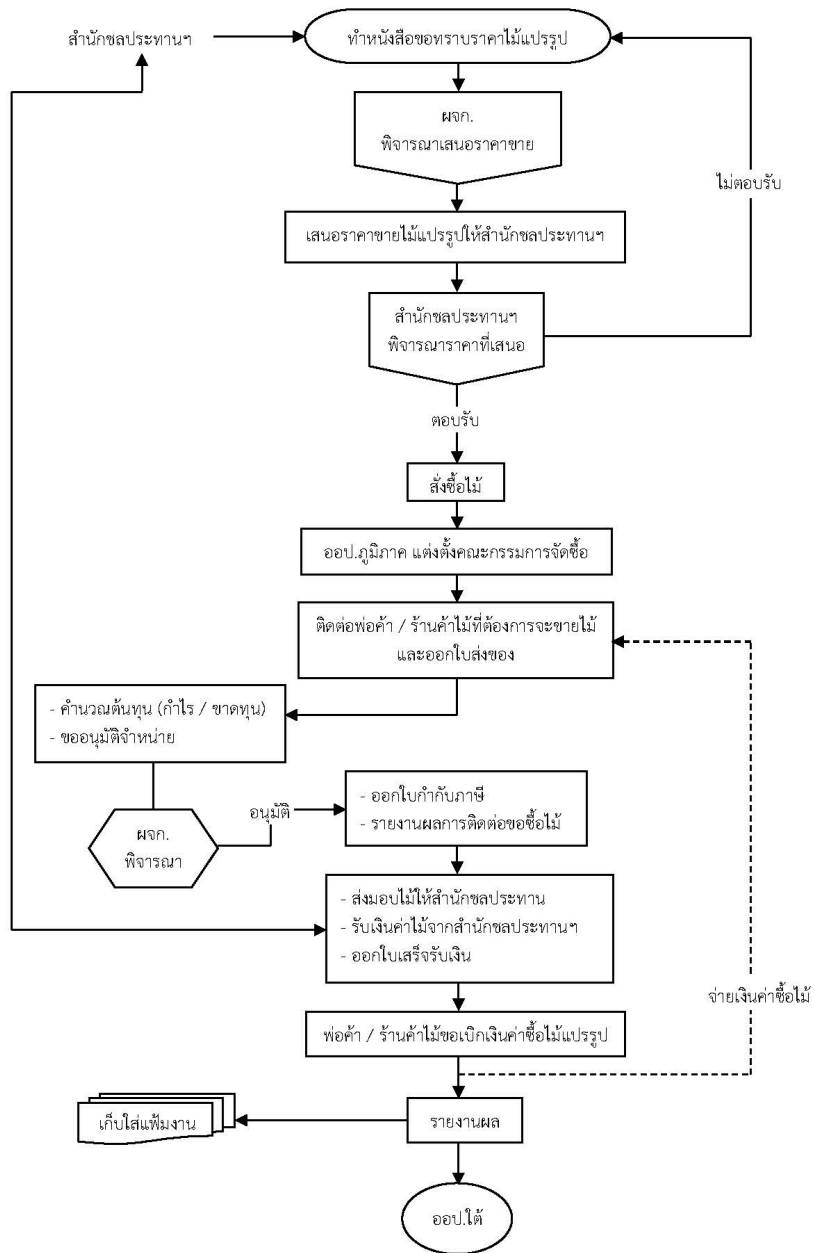 สำนักชลประทานฯ
ทำหนังสือขอทราบราคาไม้แปรรูป
ผจก.
พิจารณาเสนอราคาขาย
ไม่ตอบรับ
เสนอราคาขายไม้แปรรูปให้สำนักชลประทานฯ
สำนักชลประทานฯ
พิจารณาราคาที่เสนอ
ตอบรับ
สั่งซื้อไม้
ออป.ภูมิภาค แต่งตั้งคณะกรรมการจัดซื้อ
ติดต่อพ่อค้า / ร้านค้าไม้ที่ต้องการจะขายไม้
และออกใบส่งของ
- คำนวณต้นทุน (กำไร / ขาดทุน)
- ขออนุมัติจำหน่าย
ผจก.
พิจารณา
อนุมัติ
- ออกใบกำกับภาษี
- รายงานผลการติดต่อขอซื้อไม้
- ส่งมอบไม้ให้สำนักชลประทาน
- รับเงินค่าไม้จากสำนักชลประทานฯ
- ออกใบเสร็จรับเงิน
จ่ายเงินค่าซื้อไม้
พ่อค้า / ร้านค้าไม้ขอเบิกเงินค่าซื้อไม้แปรรูป
รายงานผล
เก็บใส่แฟ้มงาน
ออป.ใต้